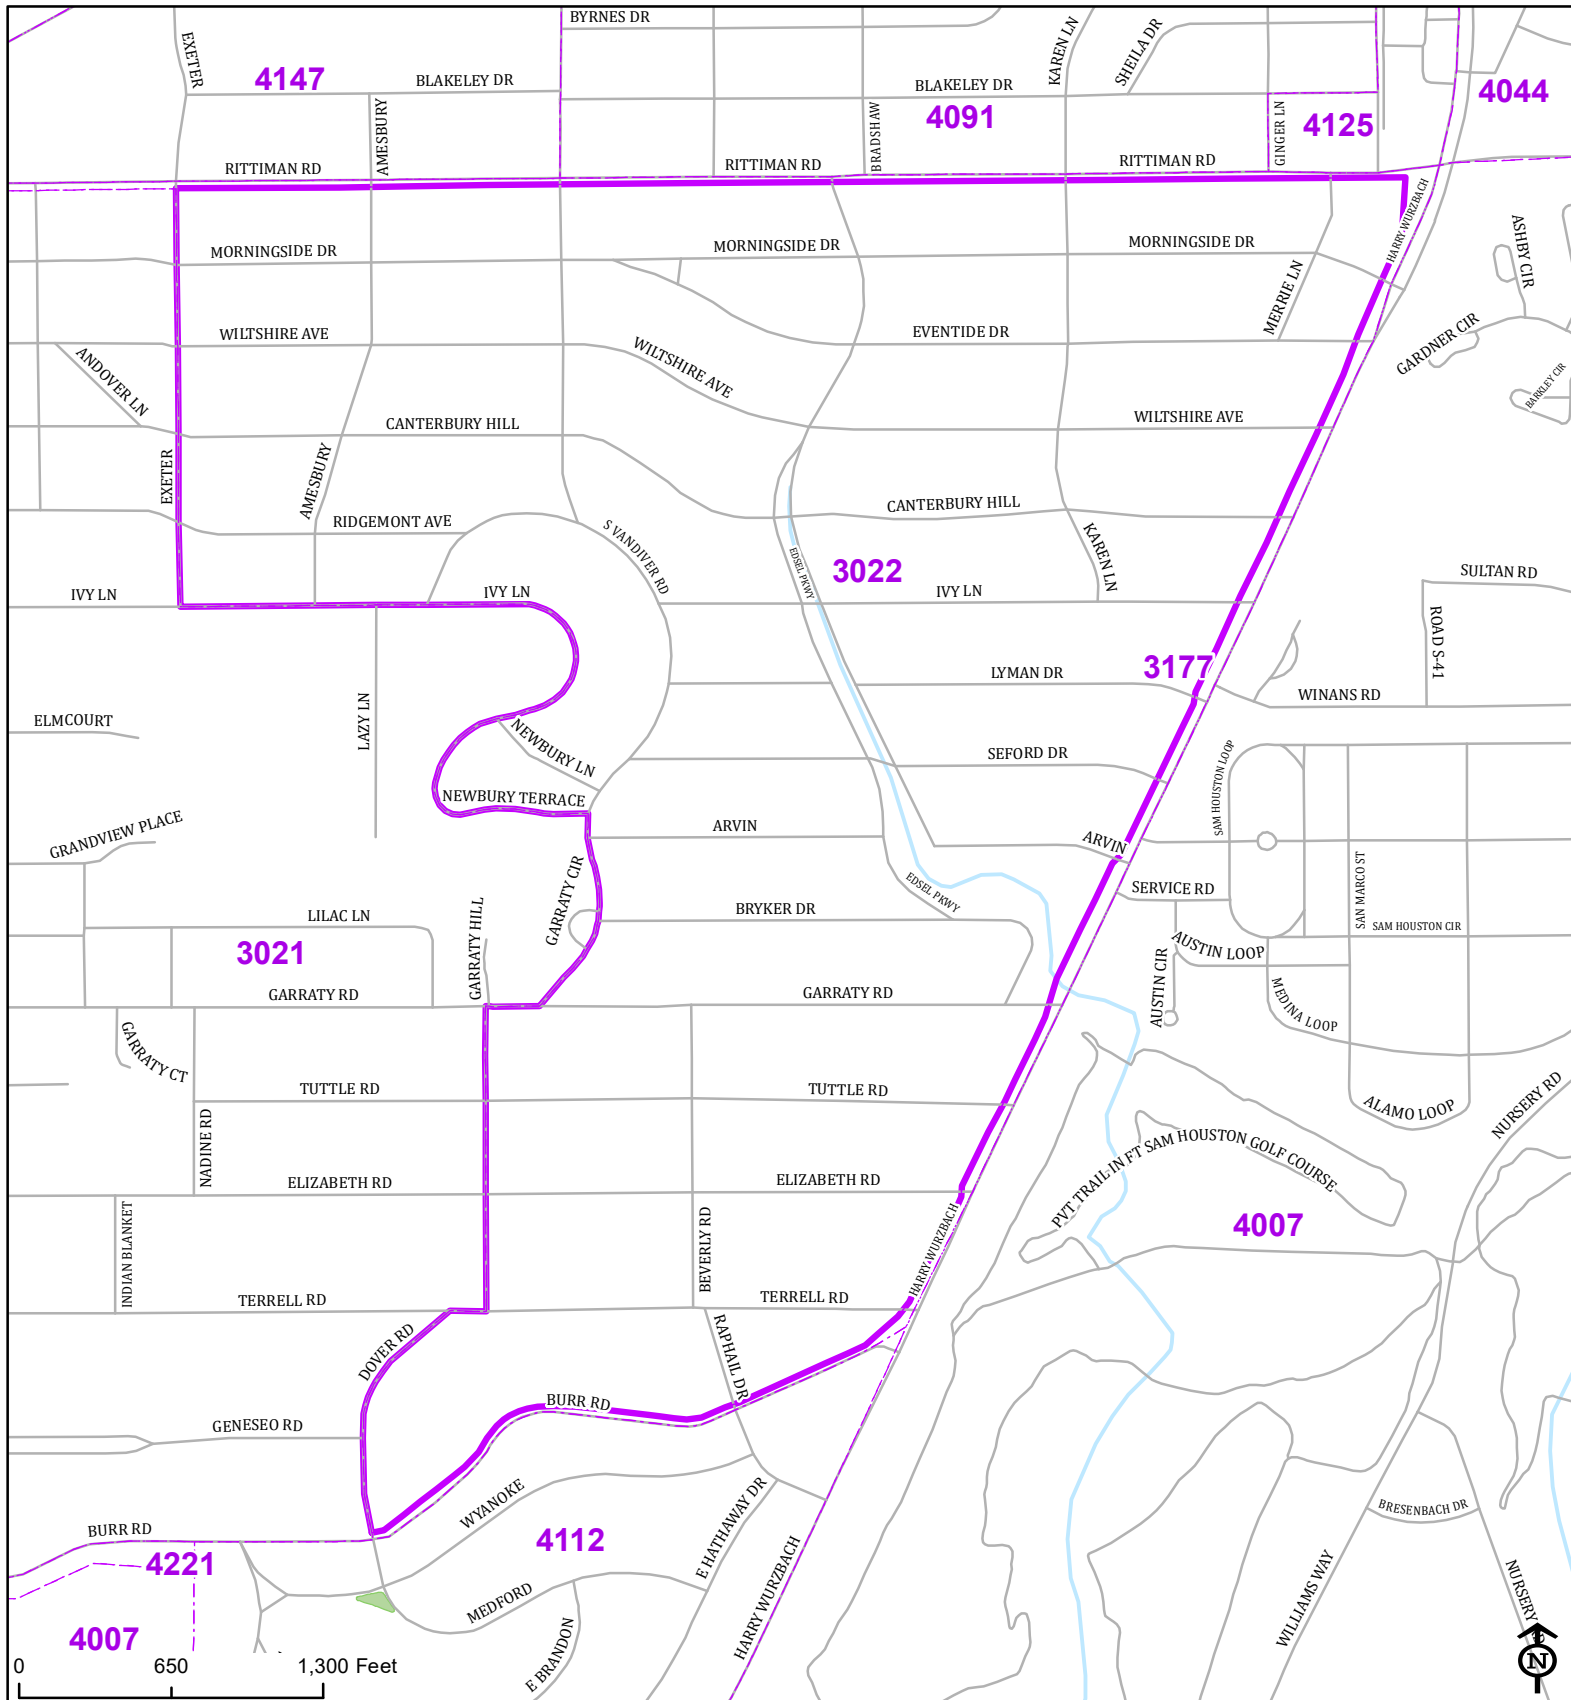 BYRNES DR
EXETER
KAREN LN
SHEILA DR
4147
BLAKELEY DR
BLAKELEY DR
4044
4091
AMESBURY
BRADSHAW
GINGER LN
4125
RITTIMAN RD
RITTIMAN RD
RITTIMAN RD
HARRY WURZBACH
MORNINGSIDE DR
MORNINGSIDE DR
MORNINGSIDE DR
ASHBY CIR
MERRIE LN
WILTSHIRE AVE
EVENTIDE DR
GARDNER CIR
ANDOVER LN
WILTSHIRE AVE
BARKLEY CIR
CANTERBURY HILL
WILTSHIRE AVE
EXETER
AMESBURY
RIDGEMONT AVE
CANTERBURY HILL
S VANDIVER RD
EDSEL PKWY
3022
KAREN LN
SULTAN RD
IVY LN
IVY LN
IVY LN
ROAD S-41
3177
LYMAN DR
WINANS RD
ELMCOURT
LAZY LN
NEWBURY LN
SEFORD DR
SAM HOUSTON LOOP
NEWBURY TERRACE
GRANDVIEW PLACE
ARVIN
ARVIN
GARRATY CIR
EDSEL PKWY
SERVICE RD
SAN MARCO ST
LILAC LN
GARRATY HILL
BRYKER DR
SAM HOUSTON CIR
3021
AUSTIN LOOP
AUSTIN CIR
GARRATY RD
GARRATY RD
MEDINA LOOP
GARRATY CT
TUTTLE RD
TUTTLE RD
ALAMO LOOP
NURSERY RD
NADINE RD
PVT TRAIL-IN FT SAM HOUSTON GOLF COURSE
ELIZABETH RD
ELIZABETH RD
INDIAN BLANKET
BEVERLY RD
HARRY WURZBACH
4007
TERRELL RD
TERRELL RD
DOVER RD
RAPHAIL DR
BURR RD
GENESEO RD
WYANOKE
E HATHAWAY DR
BRESENBACH DR
BURR RD
4112
4221
HARRY WURZBACH
WILLIAMS WAY
MEDFORD
NURSERY
4007
E BRANDON
0 650 1,300 Feet
N